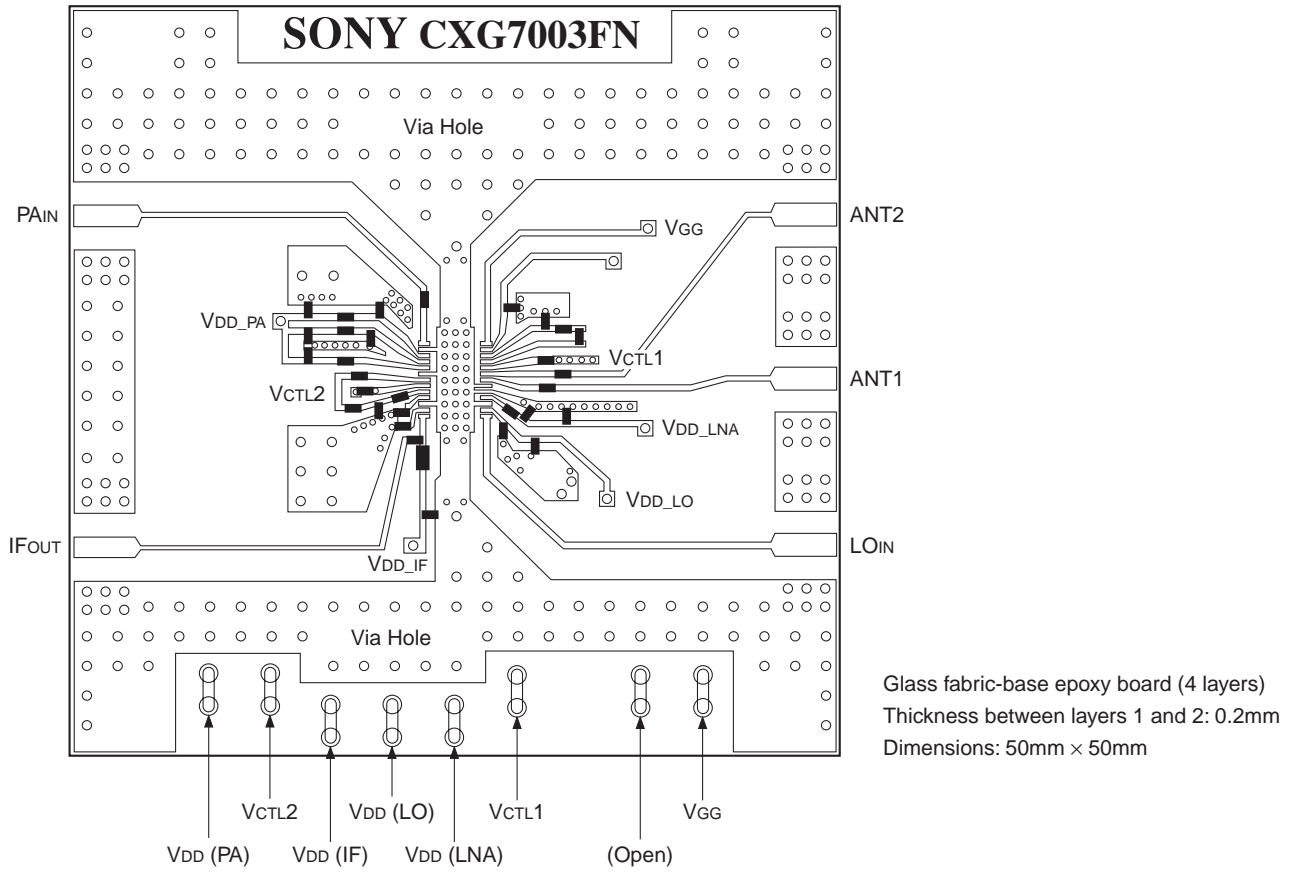 SONY CXG7003FN
Via Hole
PAIN
ANT2
VGG
VDD_PA
VCTL1
ANT1
VCTL2
VDD_LNA
VDD_LO
IFOUT
LOIN
VDD_IF
Via Hole
Glass fabric-base epoxy board (4 layers)
Thickness between layers 1 and 2: 0.2mm
Dimensions: 50mm × 50mm
VCTL2
VDD (LO)
VCTL1
VGG
VDD (PA)
VDD (IF)
VDD (LNA)
(Open)